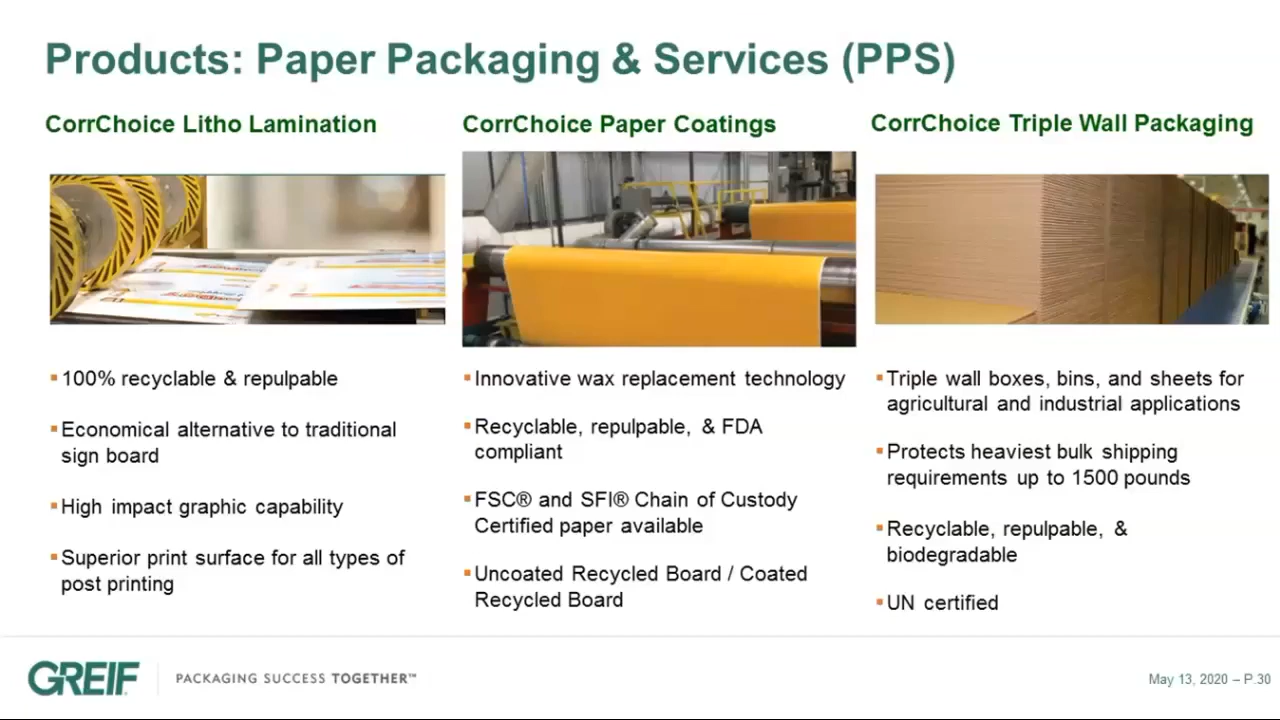 Products: Paper Packaging & Services (PPS)
CorrChoice Litho Lamination
100% recyclable & repulpable
Economical alternative to traditional
sign board
High impact graphic capability
Superior print surface for all types of
post printing
CorrChoice Paper Coatings
Innovative wax replacement technology
Recyclable, repulpable, & FDA
compliant
FSC® and SFI® Chain of Custody
Certified paper available
Uncoated Recycled Board / Coated
Recycled Board
CorrChoice Triple Wall Packaging
Triple wall boxes, bins, and sheets for
agricultural and industrial applications
Protects heaviest bulk shipping
requirements up to 1500 pounds
Recyclable, repulpable, &
biodegradable
UN certified
GREIF
PACKAGING SUCCESS TOGETHER™
May 13, 2020 – P.30